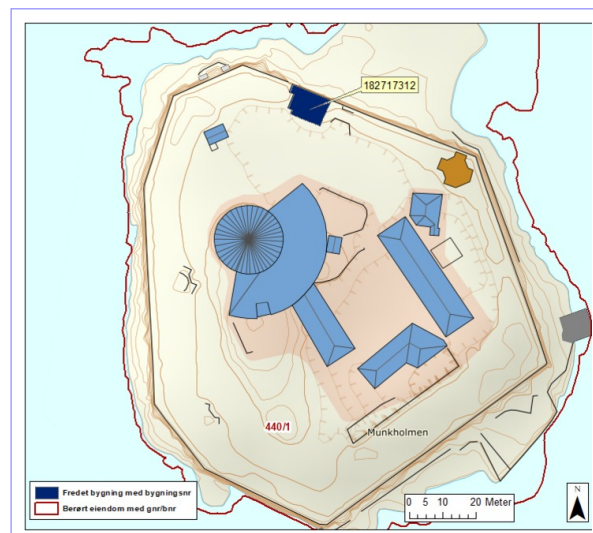 182717312
440/1
Munkholmen
Fredet bygning med bygningsnr
Berørt eiendom med gnr/bnr
0 5 10 20 Meter
N